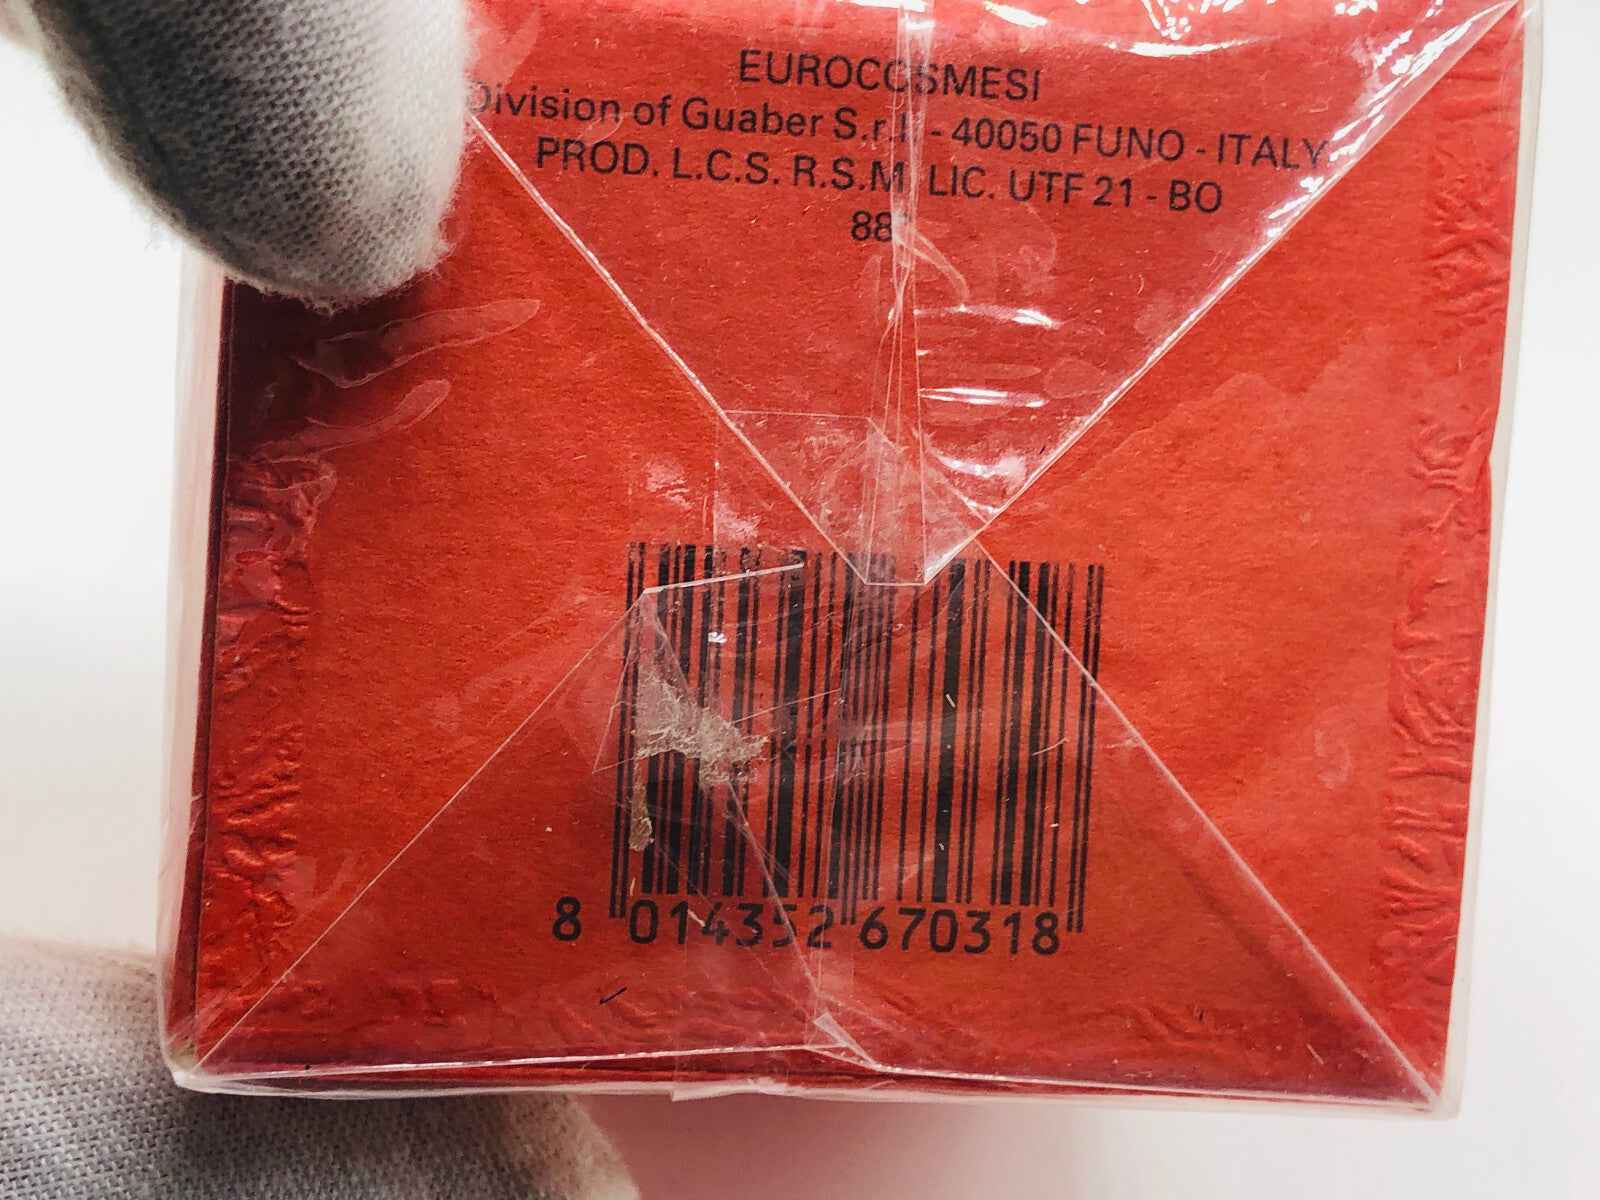 EUROCOSMESI
Division of Guaber S.r.l. - 40050 FUNO - ITALY
PROD. L.C.S. R.S.M. LIC. UTF 21 - BO
88
8 014352 670318